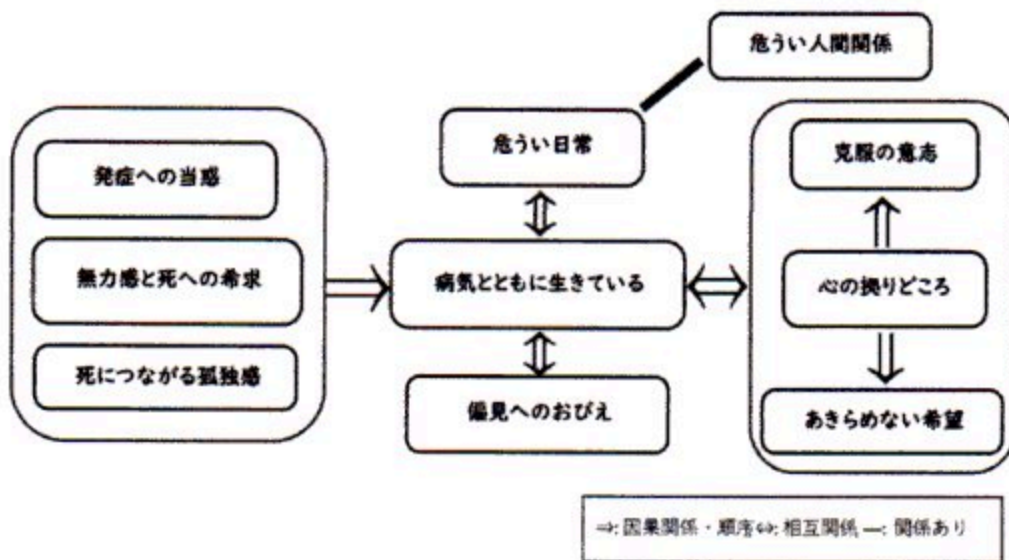 危うい人間関係
危うい日常
克服の意志
発症への当惑
無力感と死への希求
病気とともに生きている
心の拠りどころ
死につながる孤独感
偏見へのおびえ
あきらめない希望
⇒: 因果関係・順序⇔: 相互関係 ―: 関係あり